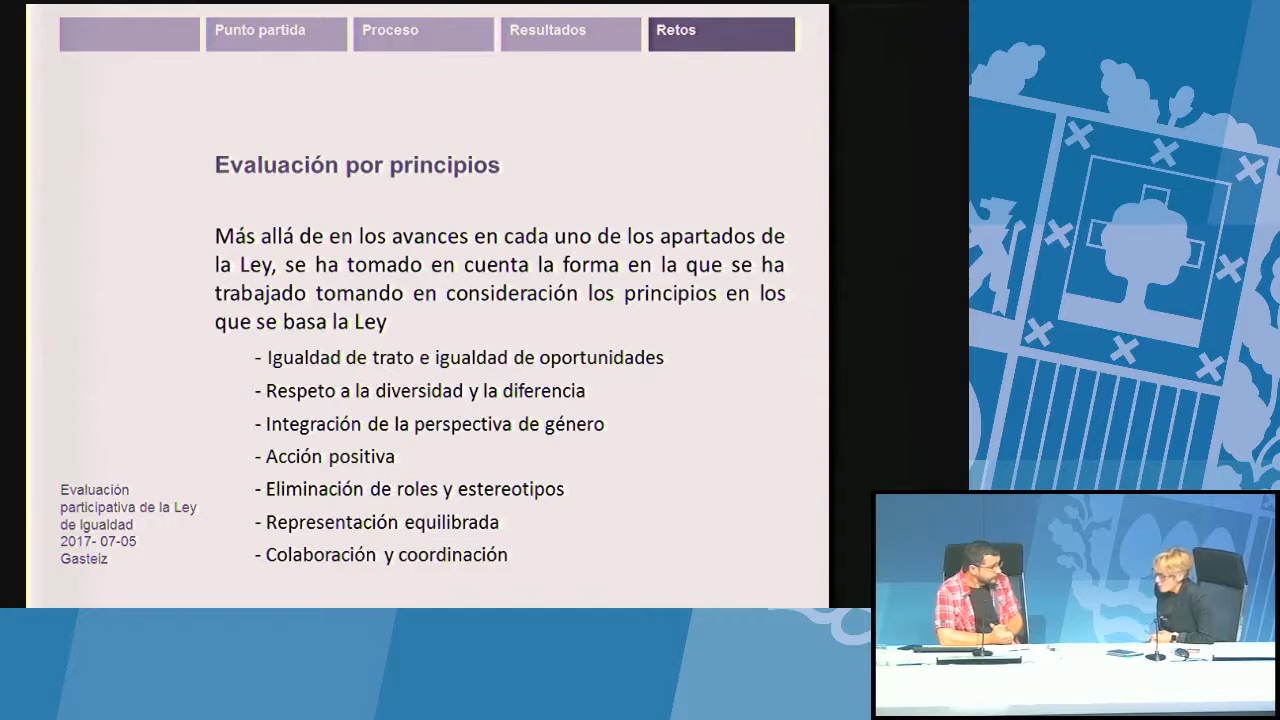 Punto partida
Proceso
Resultados
Retos
Evaluación por principios
Más allá de en los avances en cada uno de los apartados de
la Ley, se ha tomado en cuenta la forma en la que se ha
trabajado tomando en consideración los principios en los
que se basa la Ley
- Igualdad de trato e igualdad de oportunidades
- Respeto a la diversidad y la diferencia
- Integración de la perspectiva de género
- Acción positiva
- Eliminación de roles y estereotipos
- Representación equilibrada
- Colaboración y coordinación
Evaluación
participativa de la Ley
de Igualdad
2017- 07-05
Gasteiz